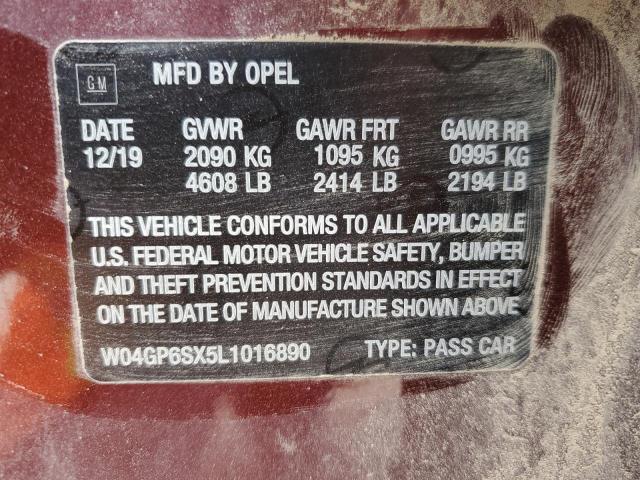 GM MFD BY OPEL
DATE GVWR GAWR FRT GAWR RR
12/19 2090 KG 1095 KG 0995 KG
4608 LB 2414 LB 2194 LB
THIS VEHICLE CONFORMS TO ALL APPLICABLE
U.S. FEDERAL MOTOR VEHICLE SAFETY, BUMPER
AND THEFT PREVENTION STANDARDS IN EFFECT
ON THE DATE OF MANUFACTURE SHOWN ABOVE
W04GP6SX5L1016890 TYPE: PASS CAR